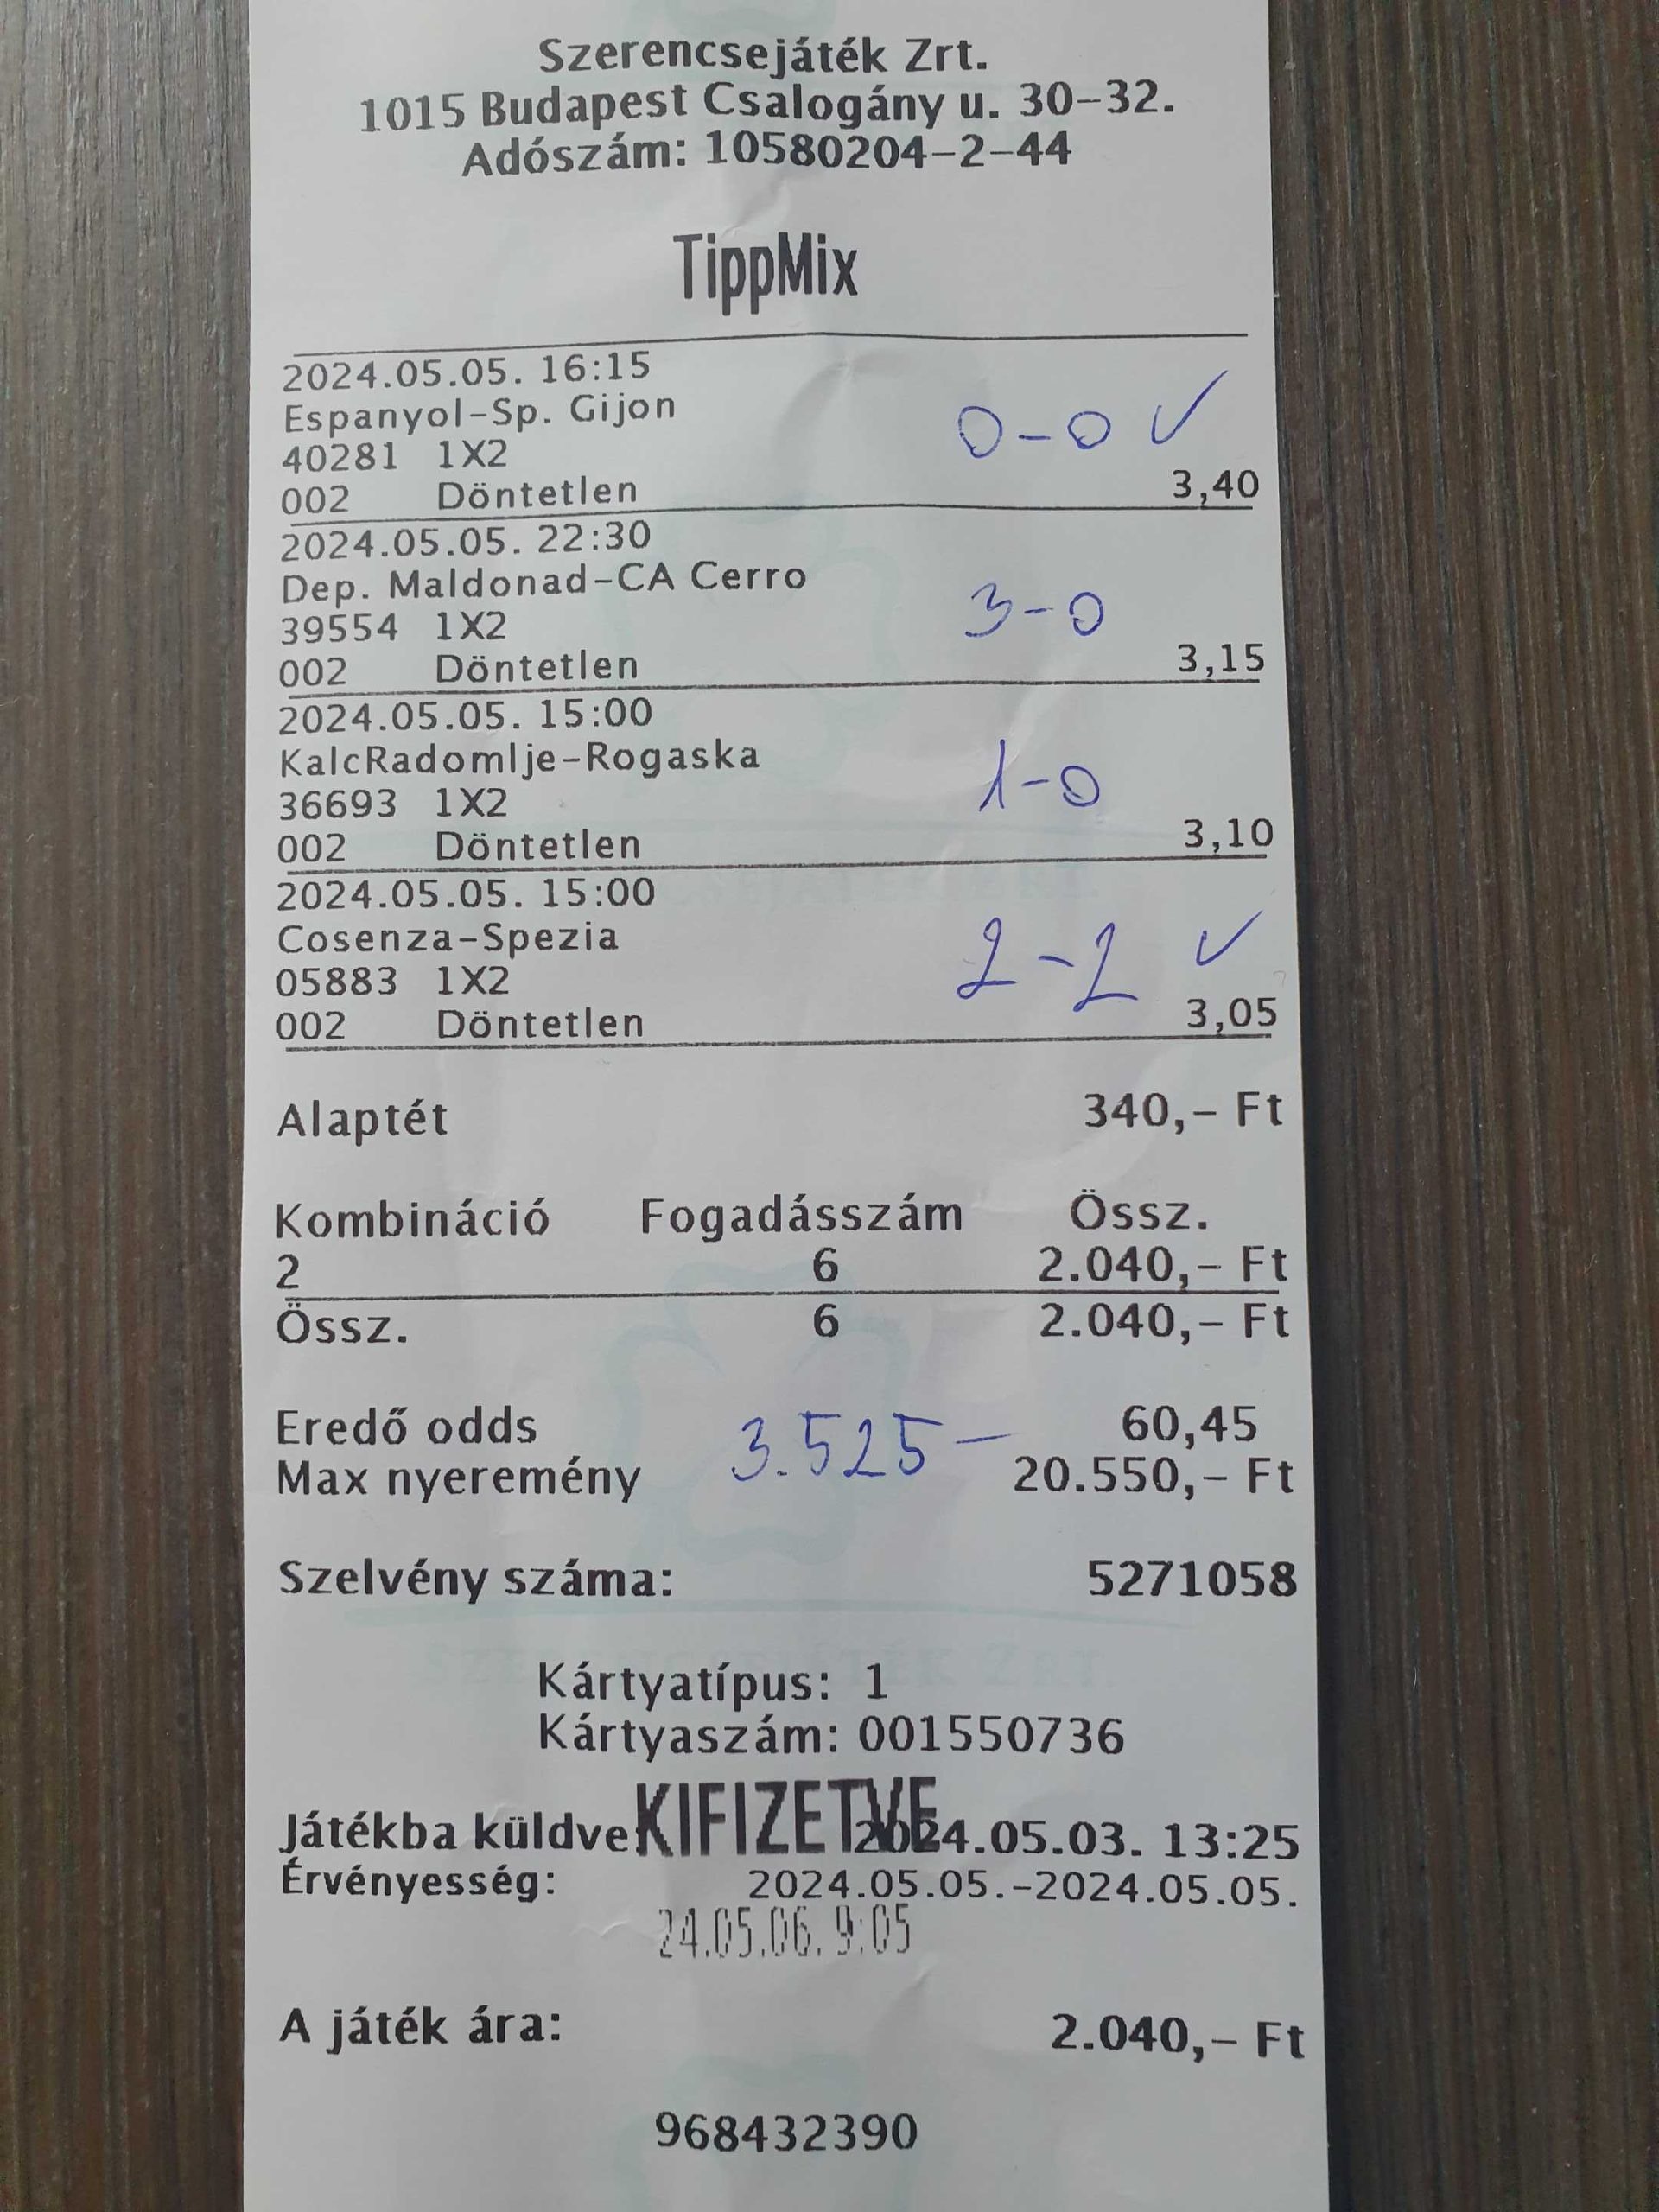 Szerencsejáték Zrt.
1015 Budapest Csalogány u. 30-32.
Adószám: 10580204-2-44
TippMix
2024.05.05. 16:15
Espanyol-Sp. Gijon
40281 1X2 0-0 ✓
002 Döntetlen 3,40
2024.05.05. 22:30
Dep. Maldonad-CA Cerro
39554 1X2 3-0
002 Döntetlen 3,15
2024.05.05. 15:00
KalcRadomlje-Rogaska
36693 1X2 1-0
002 Döntetlen 3,10
2024.05.05. 15:00
Cosenza-Spezia
05883 1X2 2-2 ✓
002 Döntetlen 3,05
Alaptét 340,- Ft
Kombináció Fogadásszám Össz.
2 6 2.040,- Ft
Össz. 6 2.040,- Ft
Eredő odds 60,45
3.525-
Max nyeremény 20.550,- Ft
Szelvény száma: 5271058
Kártyatípus: 1
Kártyaszám: 001550736
KIFIZETVE
Játékba küldve 2024.05.03. 13:25
Érvényesség: 2024.05.05.-2024.05.05.
24.05.06. 9:05
A játék ára: 2.040,- Ft
968432390